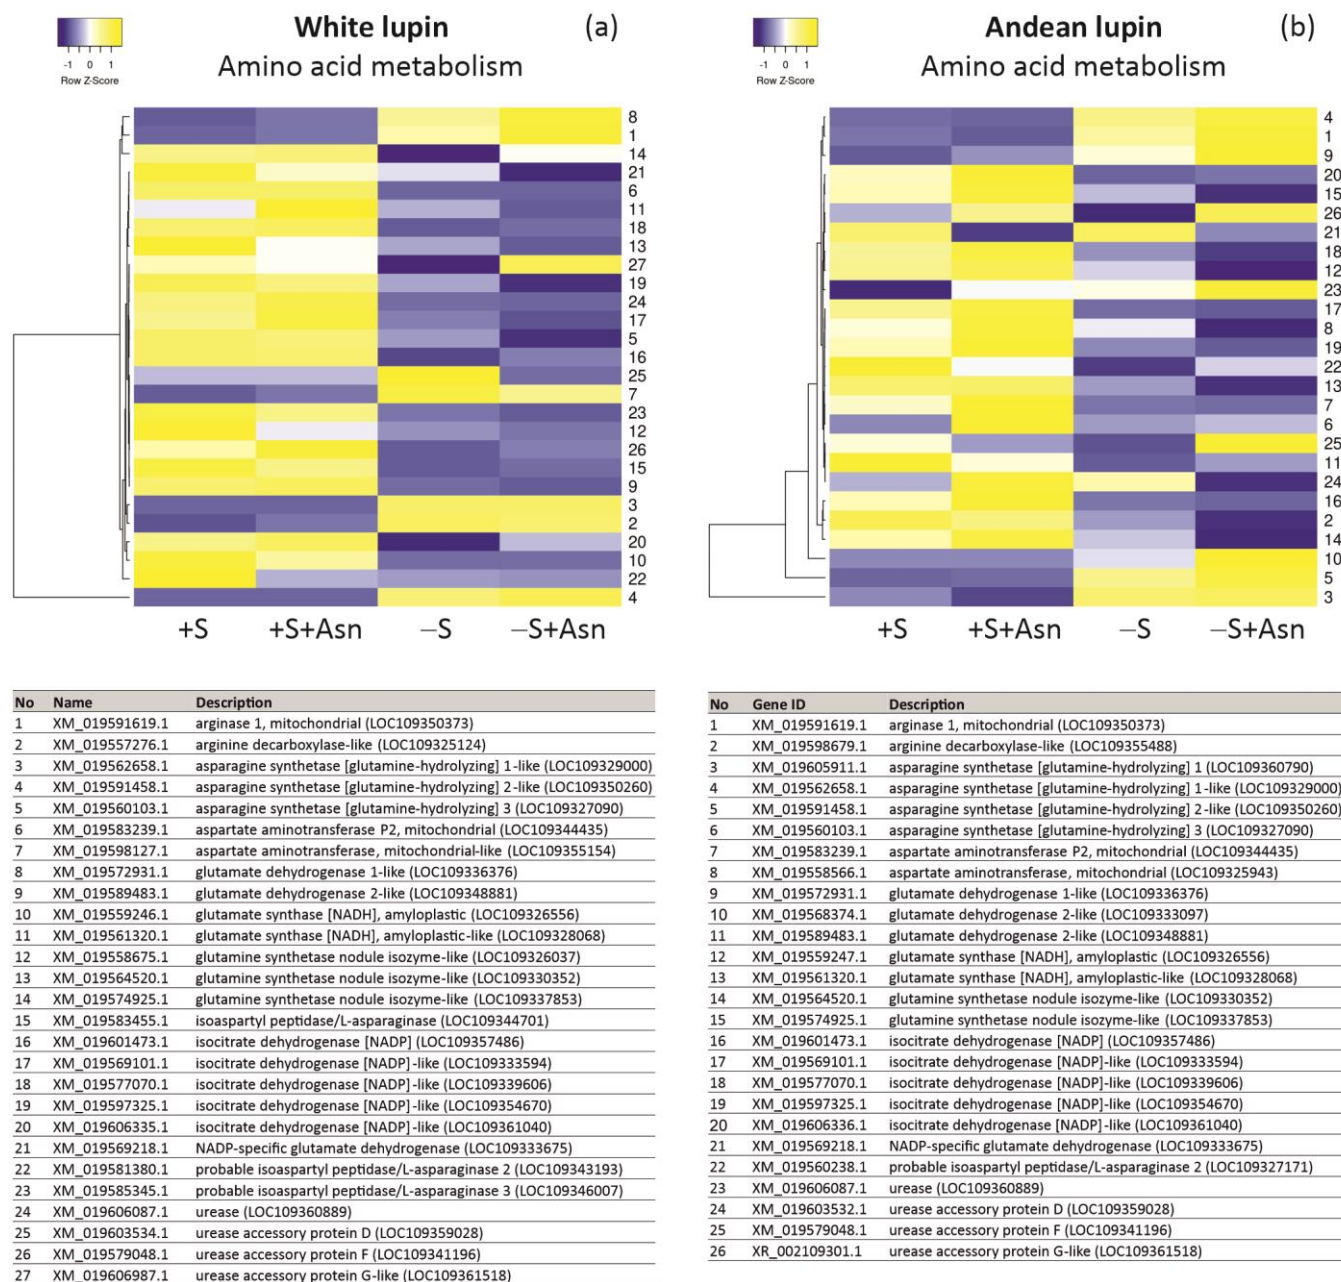 White lupin (a)
Amino acid metabolism
-1 0 1
Row Z-Score
8
1
14
21
6
11
18
13
27
19
24
17
5
16
25
7
23
12
26
15
9
3
2
20
10
22
4
+S +S+Asn −S −S+Asn
Andean lupin (b)
Amino acid metabolism
-1 0 1
Row Z-Score
4
1
9
20
15
26
21
18
12
23
17
8
19
22
13
7
6
25
11
24
16
2
14
10
5
3
+S +S+Asn −S −S+Asn
No Name Description
1 XM_019591619.1 arginase 1, mitochondrial (LOC109350373)
2 XM_019557276.1 arginine decarboxylase-like (LOC109325124)
3 XM_019562658.1 asparagine synthetase [glutamine-hydrolyzing] 1-like (LOC109329000)
4 XM_019591458.1 asparagine synthetase [glutamine-hydrolyzing] 2-like (LOC109350260)
5 XM_019560103.1 asparagine synthetase [glutamine-hydrolyzing] 3 (LOC109327090)
6 XM_019583239.1 aspartate aminotransferase P2, mitochondrial (LOC109344435)
7 XM_019598127.1 aspartate aminotransferase, mitochondrial-like (LOC109355154)
8 XM_019572931.1 glutamate dehydrogenase 1-like (LOC109336376)
9 XM_019589483.1 glutamate dehydrogenase 2-like (LOC109348881)
10 XM_019559246.1 glutamate synthase [NADH], amyloplastic (LOC109326556)
11 XM_019561320.1 glutamate synthase [NADH], amyloplastic-like (LOC109328068)
12 XM_019558675.1 glutamine synthetase nodule isozyme-like (LOC109326037)
13 XM_019564520.1 glutamine synthetase nodule isozyme-like (LOC109330352)
14 XM_019574925.1 glutamine synthetase nodule isozyme-like (LOC109337853)
15 XM_019583455.1 isoaspartyl peptidase/L-asparaginase (LOC109344701)
16 XM_019601473.1 isocitrate dehydrogenase [NADP] (LOC109357486)
17 XM_019569101.1 isocitrate dehydrogenase [NADP]-like (LOC109333594)
18 XM_019577070.1 isocitrate dehydrogenase [NADP]-like (LOC109339606)
19 XM_019597325.1 isocitrate dehydrogenase [NADP]-like (LOC109354670)
20 XM_019606335.1 isocitrate dehydrogenase [NADP]-like (LOC109361040)
21 XM_019569218.1 NADP-specific glutamate dehydrogenase (LOC109333675)
22 XM_019581380.1 probable isoaspartyl peptidase/L-asparaginase 2 (LOC109343193)
23 XM_019585345.1 probable isoaspartyl peptidase/L-asparaginase 3 (LOC109346007)
24 XM_019606087.1 urease (LOC109360889)
25 XM_019603534.1 urease accessory protein D (LOC109359028)
26 XM_019579048.1 urease accessory protein F (LOC109341196)
27 XM_019606987.1 urease accessory protein G-like (LOC109361518)
No Gene ID Description
1 XM_019591619.1 arginase 1, mitochondrial (LOC109350373)
2 XM_019598679.1 arginine decarboxylase-like (LOC109355488)
3 XM_019605911.1 asparagine synthetase [glutamine-hydrolyzing] 1 (LOC109360790)
4 XM_019562658.1 asparagine synthetase [glutamine-hydrolyzing] 1-like (LOC109329000)
5 XM_019591458.1 asparagine synthetase [glutamine-hydrolyzing] 2-like (LOC109350260)
6 XM_019560103.1 asparagine synthetase [glutamine-hydrolyzing] 3 (LOC109327090)
7 XM_019583239.1 aspartate aminotransferase P2, mitochondrial (LOC109344435)
8 XM_019558566.1 aspartate aminotransferase, mitochondrial (LOC109325943)
9 XM_019572931.1 glutamate dehydrogenase 1-like (LOC109336376)
10 XM_019568374.1 glutamate dehydrogenase 2-like (LOC109333097)
11 XM_019589483.1 glutamate dehydrogenase 2-like (LOC109348881)
12 XM_019559247.1 glutamate synthase [NADH], amyloplastic (LOC109326556)
13 XM_019561320.1 glutamate synthase [NADH], amyloplastic-like (LOC109328068)
14 XM_019564520.1 glutamine synthetase nodule isozyme-like (LOC109330352)
15 XM_019574925.1 glutamine synthetase nodule isozyme-like (LOC109337853)
16 XM_019601473.1 isocitrate dehydrogenase [NADP] (LOC109357486)
17 XM_019569101.1 isocitrate dehydrogenase [NADP]-like (LOC109333594)
18 XM_019577070.1 isocitrate dehydrogenase [NADP]-like (LOC109339606)
19 XM_019597325.1 isocitrate dehydrogenase [NADP]-like (LOC109354670)
20 XM_019606336.1 isocitrate dehydrogenase [NADP]-like (LOC109361040)
21 XM_019569218.1 NADP-specific glutamate dehydrogenase (LOC109333675)
22 XM_019560238.1 probable isoaspartyl peptidase/L-asparaginase 2 (LOC109327171)
23 XM_019606087.1 urease (LOC109360889)
24 XM_019603532.1 urease accessory protein D (LOC109359028)
25 XM_019579048.1 urease accessory protein F (LOC109341196)
26 XR_002109301.1 urease accessory protein G-like (LOC109361518)